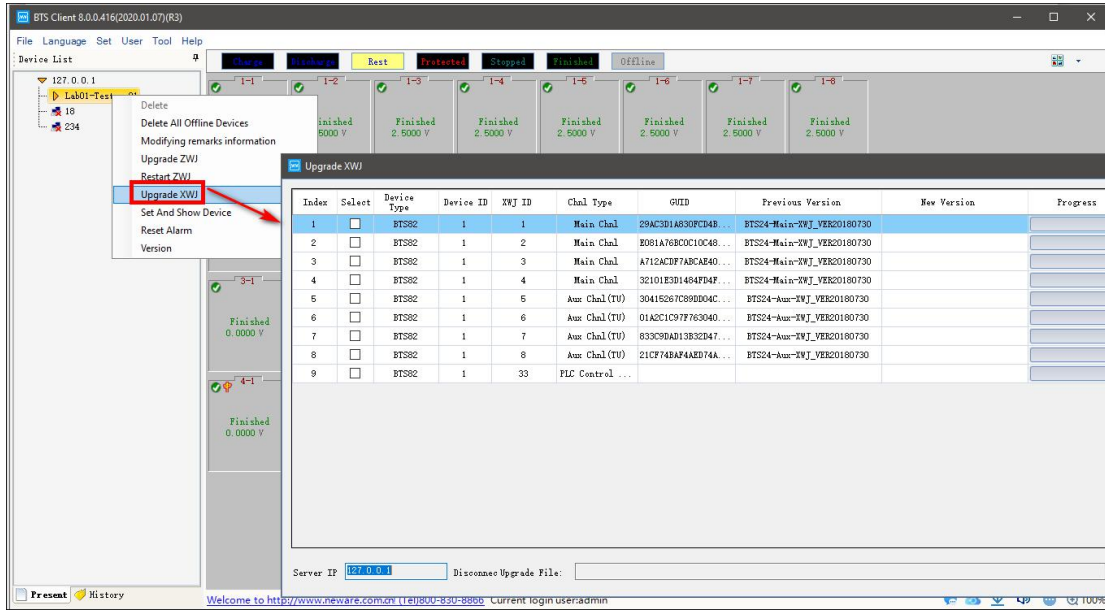 BTS Client 8.0.0.416(2020.01.07)(R3)
File Language Set User Tool Help
Device List
Charge Discharge Rest Protected Stopped Finished Offline
127.0.0.1
Lab01-Test 01
18
234
1-1 1-2 1-3 1-4 1-5 1-6 1-7 1-8
inished Finished Finished Finished Finished Finished Finished
5000 V 2.5000 V 2.5000 V 2.5000 V 2.5000 V 2.5000 V 2.5000 V
Delete
Delete All Offline Devices
Modifying remarks information
Upgrade ZWJ
Restart ZWJ
Upgrade XWJ
Set And Show Device
Reset Alarm
Version
3-1
Finished
0.0000 V
4-1
Finished
0.0000 V
Upgrade XWJ
Index Select Device Type Device ID XWJ ID Chnl Type GUID Previous Version New Version Progress
1 BTS82 1 1 Main Chnl 29AC3D1A830FCD4B... BTS24-Main-XWJ_VER20180730
2 BTS82 1 2 Main Chnl E081A76BC0C10C48... BTS24-Main-XWJ_VER20180730
3 BTS82 1 3 Main Chnl A712ACDF7ABCAE40... BTS24-Main-XWJ_VER20180730
4 BTS82 1 4 Main Chnl 32101E3D1484FD4F... BTS24-Main-XWJ_VER20180730
5 BTS82 1 5 Aux Chnl(TU) 30415267C89DD04C... BTS24-Aux-XWJ_VER20180730
6 BTS82 1 6 Aux Chnl(TU) 01A2C1C97F763040... BTS24-Aux-XWJ_VER20180730
7 BTS82 1 7 Aux Chnl(TU) 833C9DAD13B32D47... BTS24-Aux-XWJ_VER20180730
8 BTS82 1 8 Aux Chnl(TU) 21CF74BAF4AED74A... BTS24-Aux-XWJ_VER20180730
9 BTS82 1 33 PLC Control ...
Server IP 127.0.0.1 Disconnec Upgrade File:
Present History
Welcome to http://www.neware.com.cn! (Tel)800-830-8866 Current login user:admin
100%